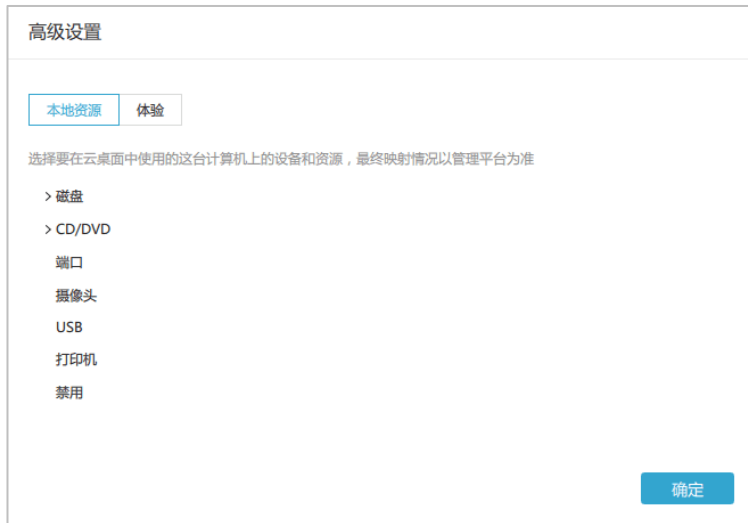 高级设置
本地资源 体验
选择要在云桌面中使用的这台计算机上的设备和资源，最终映射情况以管理平台为准
> 磁盘
> CD/DVD
端口
摄像头
USB
打印机
禁用
确定